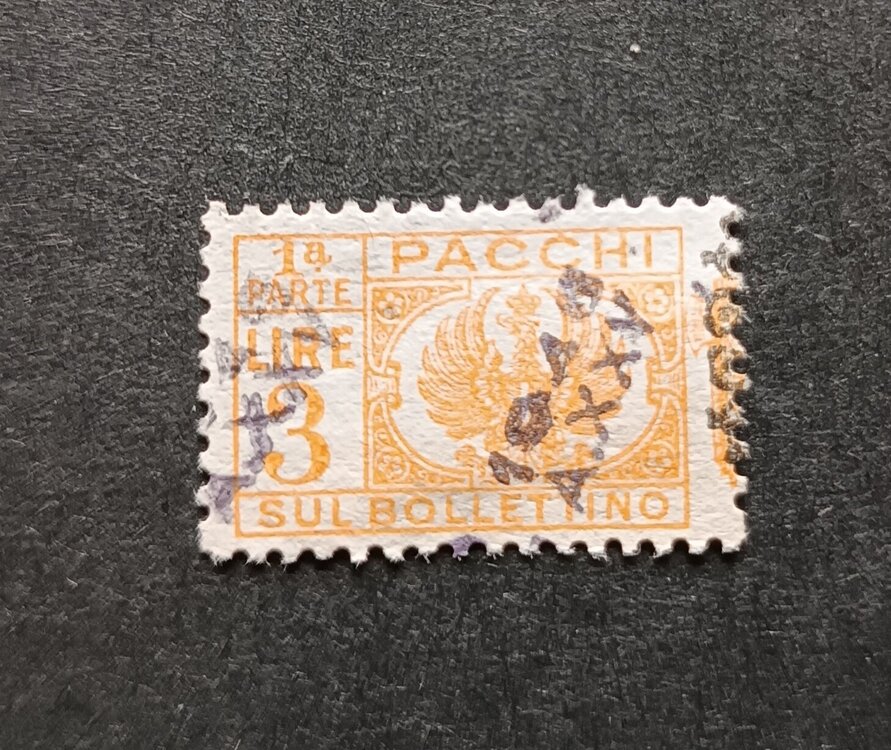 1ª
PARTE
PACCHI
LIRE
3
SUL BOLLETTINO